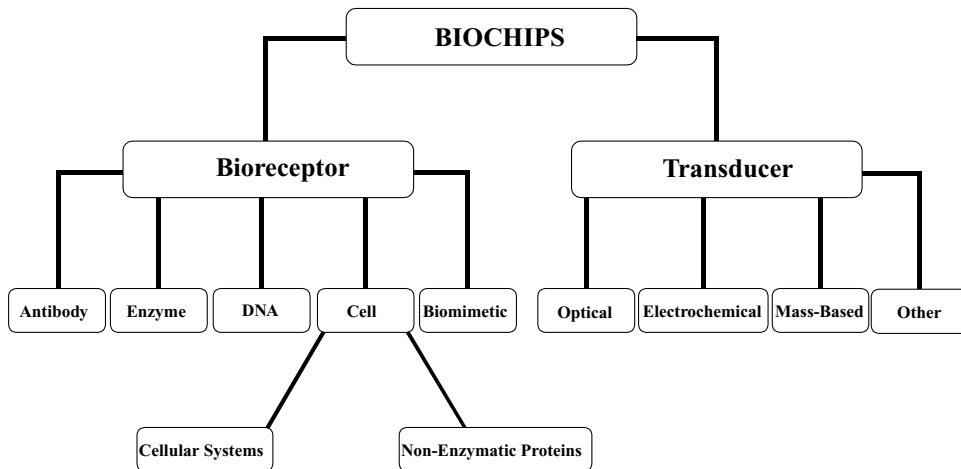 BIOCHIPS
Bioreceptor
Transducer
Antibody
Enzyme
DNA
Cell
Biomimetic
Optical
Electrochemical
Mass-Based
Other
Cellular Systems
Non-Enzymatic Proteins